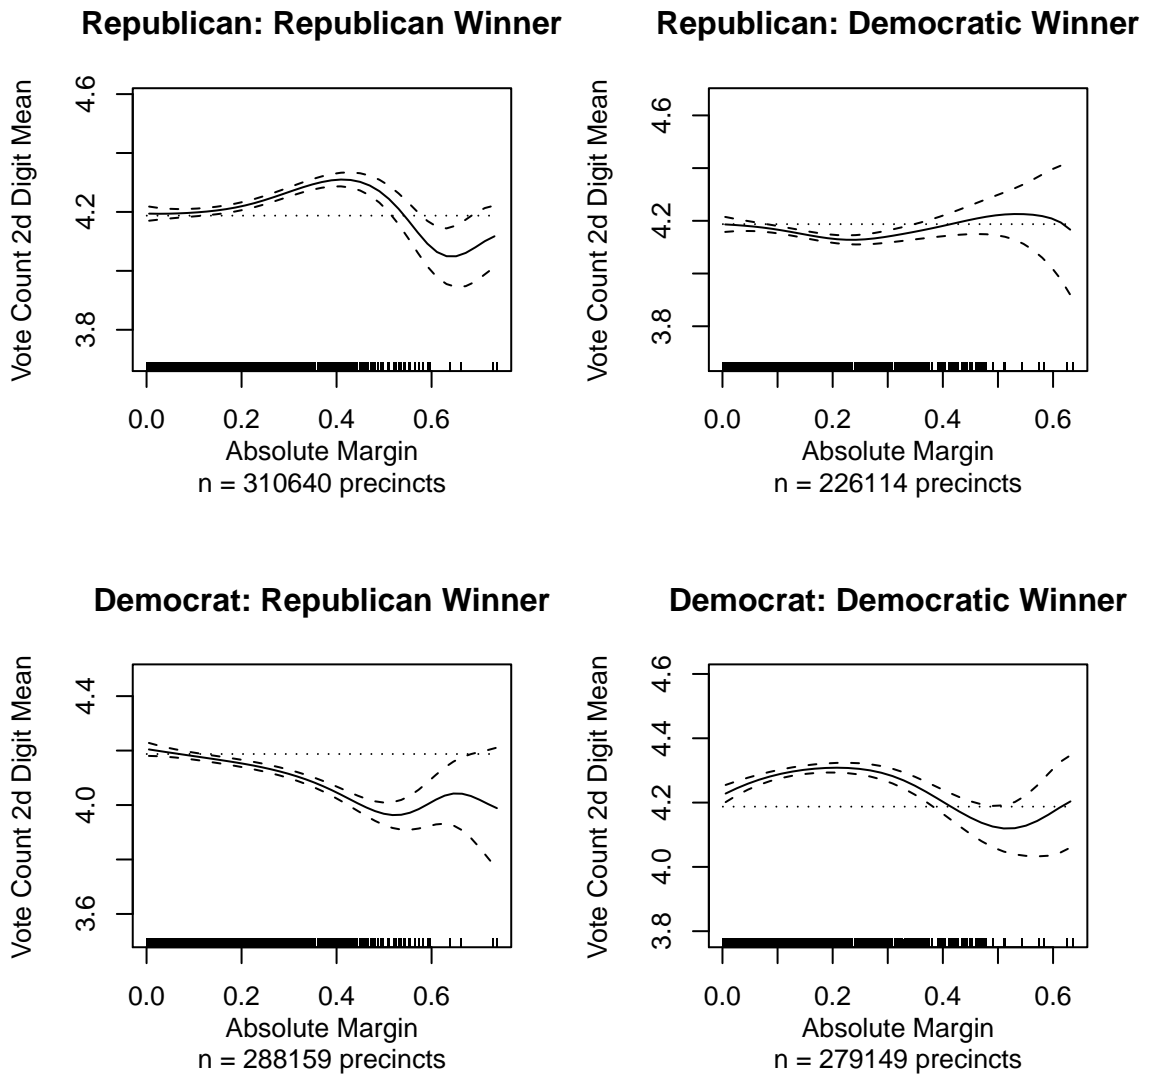 Republican: Republican Winner
Vote Count 2d Digit Mean
4.6
4.2
3.8
0.0 0.2 0.4 0.6
Absolute Margin
n = 310640 precincts
Republican: Democratic Winner
Vote Count 2d Digit Mean
4.6
4.2
3.8
0.0 0.2 0.4 0.6
Absolute Margin
n = 226114 precincts
Democrat: Republican Winner
Vote Count 2d Digit Mean
4.4
4.0
3.6
0.0 0.2 0.4 0.6
Absolute Margin
n = 288159 precincts
Democrat: Democratic Winner
Vote Count 2d Digit Mean
4.6
4.4
4.2
4.0
3.8
0.0 0.2 0.4 0.6
Absolute Margin
n = 279149 precincts